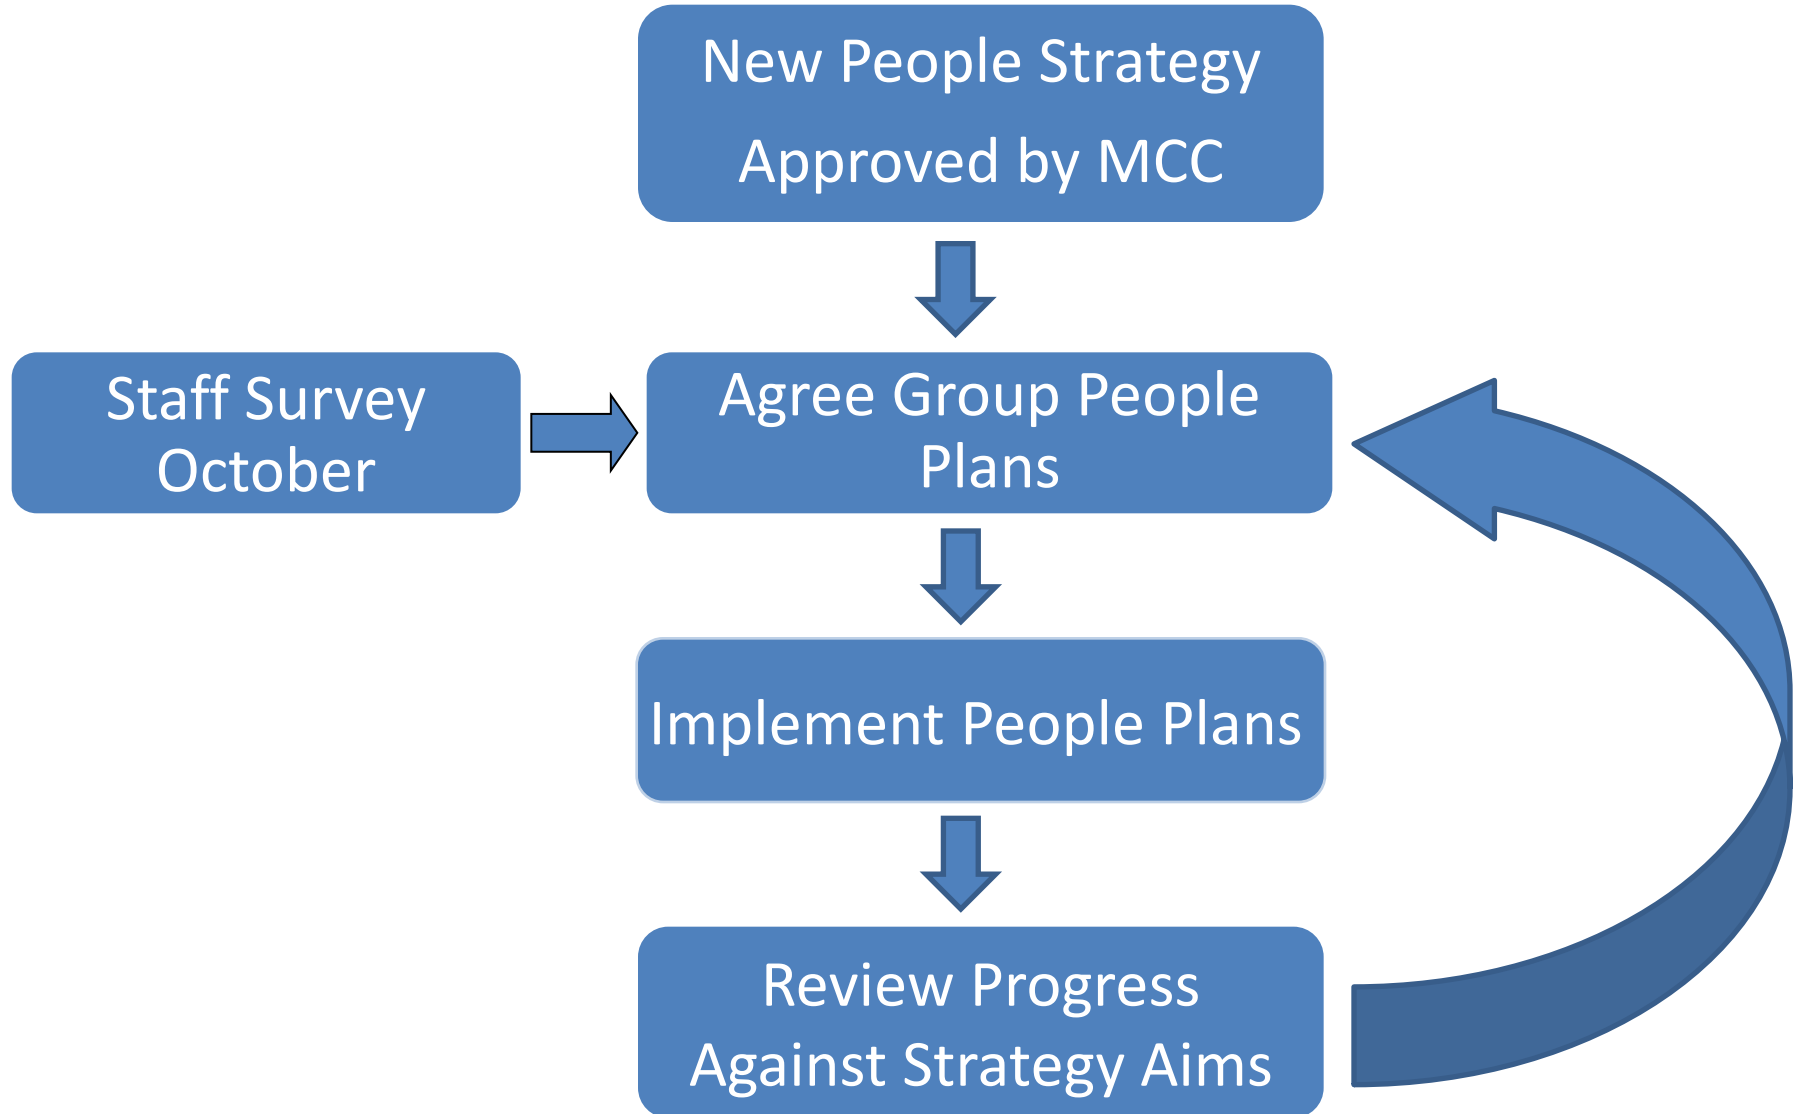 New People Strategy
Approved by MCC
Staff Survey
October
Agree Group People
Plans
Implement People Plans
Review Progress
Against Strategy Aims